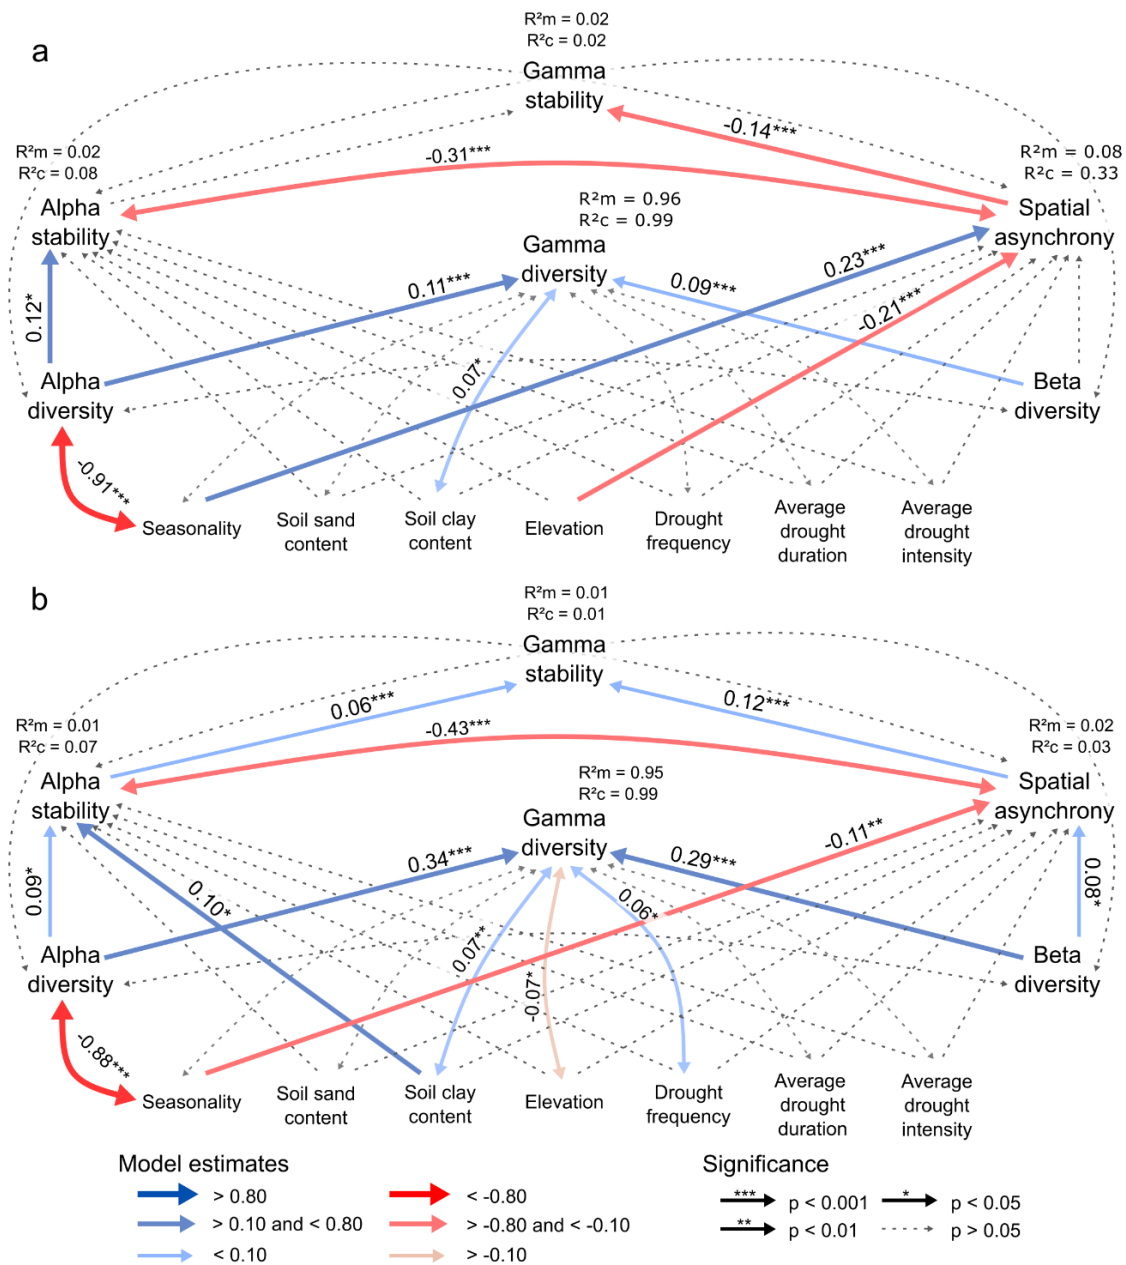 a
R²m = 0.02
R²c = 0.02
Gamma
stability
-0.14***
-0.31***
R²m = 0.02
R²c = 0.08
Alpha
stability
R²m = 0.08
R²c = 0.33
Spatial
asynchrony
R²m = 0.96
R²c = 0.99
Gamma
diversity
0.12*
0.11***
0.09***
0.23***
-0.21***
0.07*
Alpha
diversity
Beta
diversity
-0.91***
Seasonality
Soil sand
content
Soil clay
content
Elevation
Drought
frequency
Average
drought
duration
Average
drought
intensity
b
R²m = 0.01
R²c = 0.01
Gamma
stability
0.06***
0.12***
-0.43***
R²m = 0.01
R²c = 0.07
Alpha
stability
R²m = 0.02
R²c = 0.03
Spatial
asynchrony
R²m = 0.95
R²c = 0.99
Gamma
diversity
0.09*
0.10*
0.34***
0.29***
-0.11**
0.08*
0.07**
-0.07*
0.06*
Alpha
diversity
Beta
diversity
-0.88***
Seasonality
Soil sand
content
Soil clay
content
Elevation
Drought
frequency
Average
drought
duration
Average
drought
intensity
Model estimates
> 0.80
< -0.80
> 0.10 and < 0.80
> -0.80 and < -0.10
< 0.10
> -0.10
Significance
*** p < 0.001
* p < 0.05
** p < 0.01
p > 0.05